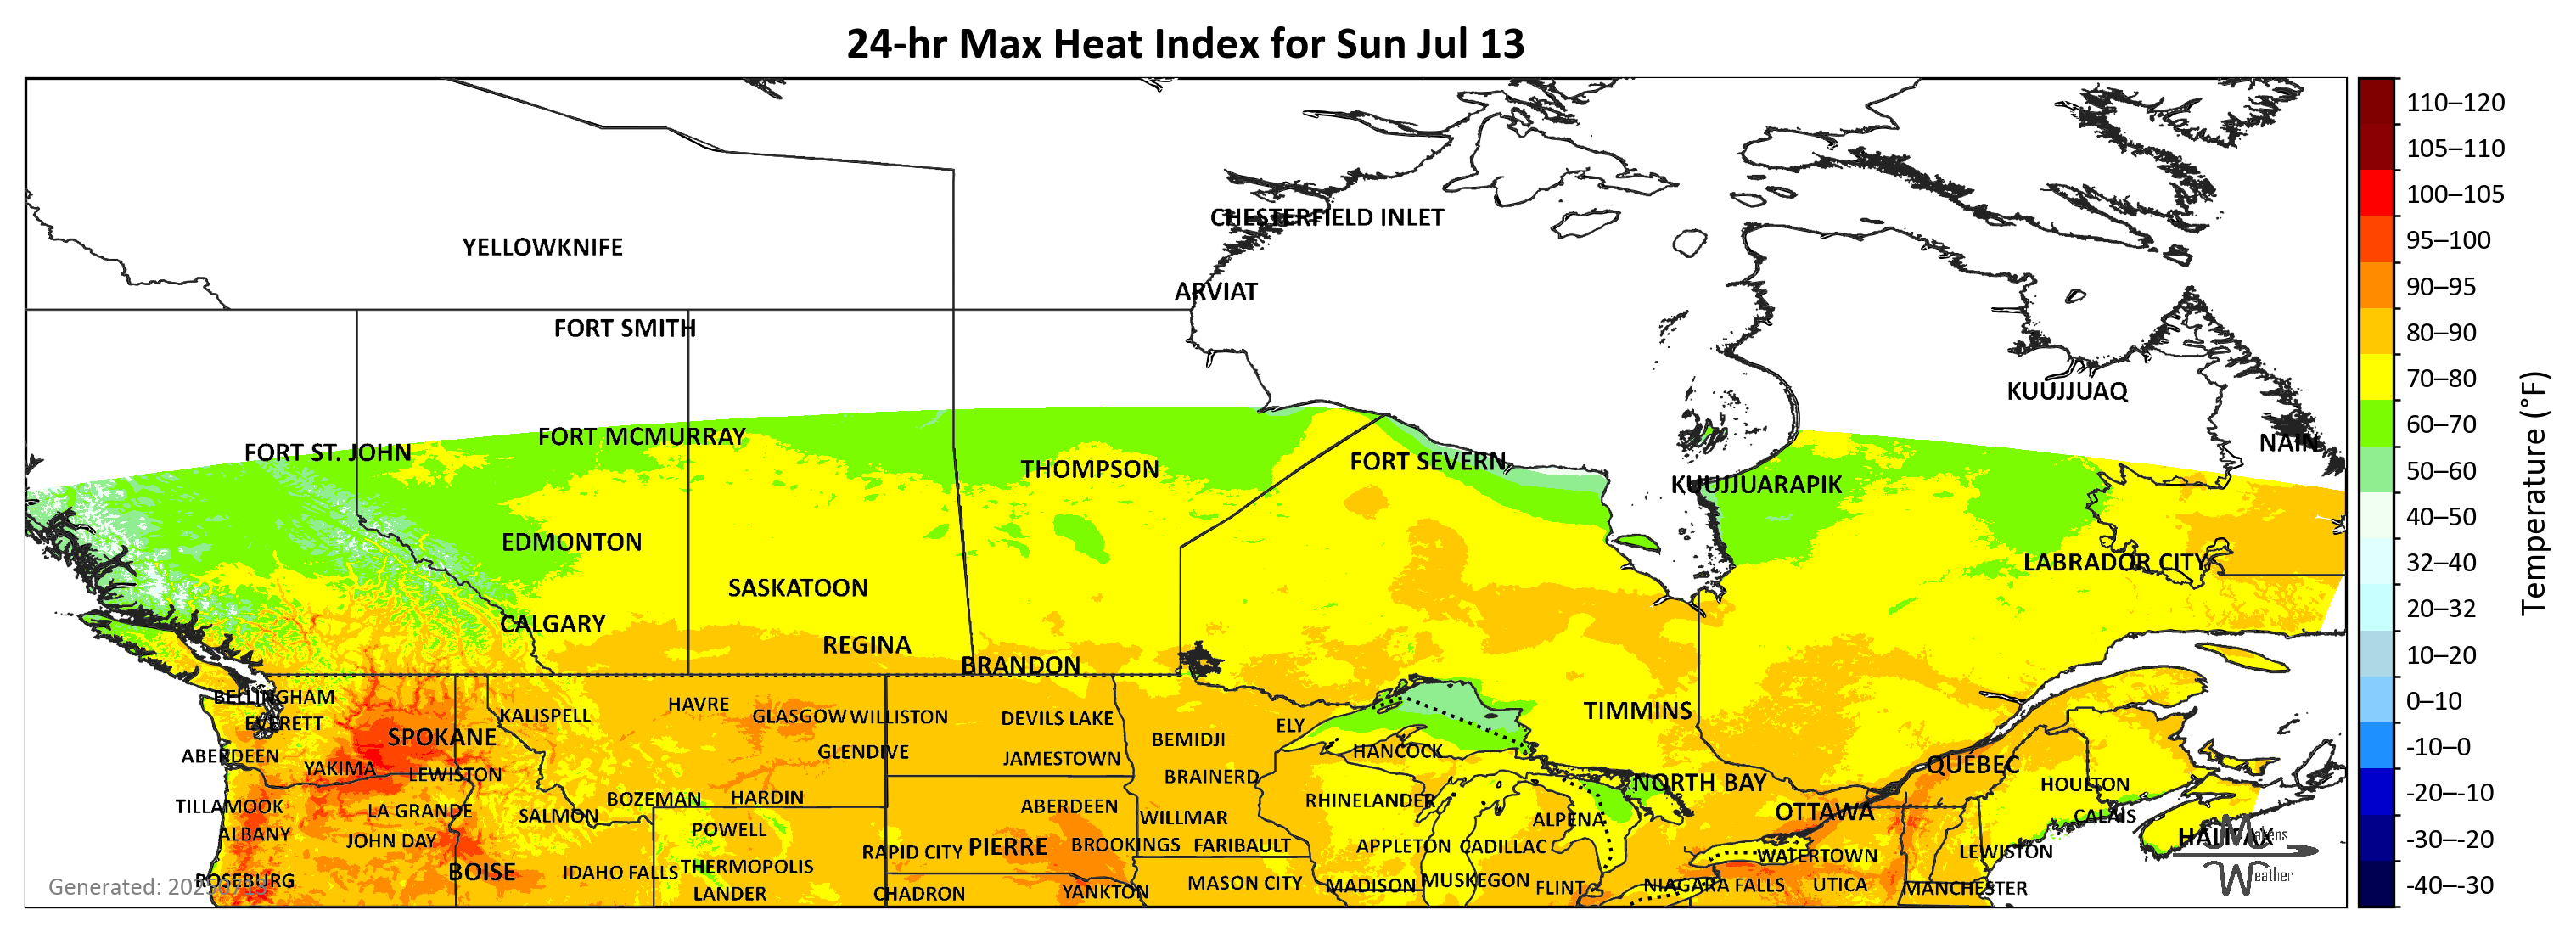 24-hr Max Heat Index for Sun Jul 13
110–120
105–110
CHESTERFIELD INLET
100–105
YELLOWKNIFE
95–100
ARVIAT
90–95
FORT SMITH
80–90
70–80
KUUJJUAQ
60–70
FORT MCMURRAY
NAIN
FORT ST. JOHN
FORT SEVERN
THOMPSON
50–60
KUUJJUARAPIK
Temperature (°F)
40–50
EDMONTON
LABRADOR CITY
32–40
SASKATOON
20–32
CALGARY
REGINA
10–20
BRANDON
BELLINGHAM
0–10
HAVRE
TIMMINS
KALISPELL
GLASGOW
WILLISTON
DEVILS LAKE
EVERETT
ELY
SPOKANE
BEMIDJI
-10–0
ABERDEEN
GLENDIVE
JAMESTOWN
HANCOCK
QUÉBEC
YAKIMA
LEWISTON
BRAINERD
NORTH BAY
HOULTON
-20–-10
BOZEMAN
HARDIN
RHINELANDER
TILLAMOOK
LA GRANDE
ABERDEEN
OTTAWA
SALMON
WILLMAR
ALPENA
CALAIS
ALBANY
POWELL
Makens
HALIFAX
-30–-20
JOHN DAY
PIERRE
BROOKINGS
FARIBAULT
APPLETON
CADILLAC
RAPID CITY
WATERTOWN
LEWISTON
BOISE
IDAHO FALLS
THERMOPOLIS
Weather
ROSEBURG
MUSKEGON
MASON CITY
MADISON
NIAGARA FALLS
UTICA
-40–-30
Generated:
FLINT
MANCHESTER
LANDER
CHADRON
YANKTON